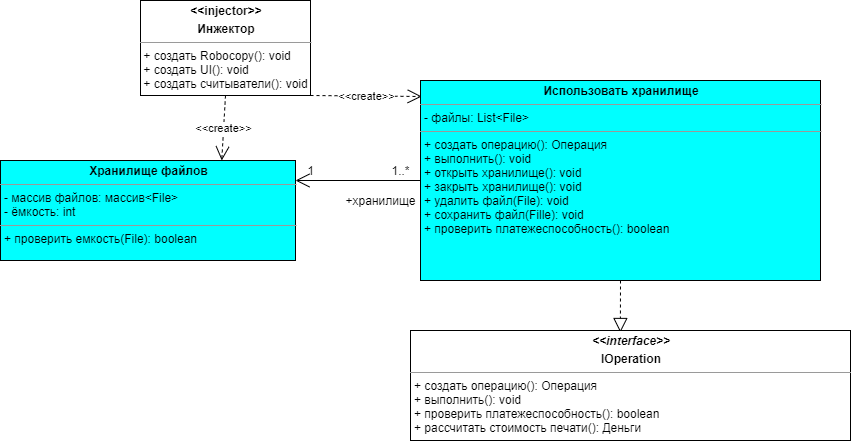 <<injector>>
Инжектор
+ создать Robocopy(): void
+ создать UI(): void
+ создать считыватели(): void
<<create>>
<<create>>
Использовать хранилище
- файлы: List<File>
+ создать операцию(): Операция
+ выполнить(): void
+ открыть хранилище(): void
+ закрыть хранилище(): void
+ удалить файл(File): void
+ сохранить файл(Fille): void
+ проверить платежеспособность(): boolean
Хранилище файлов
- массив файлов: массив<File>
- ёмкость: int
+ проверить емкость(File): boolean
1
1..*
+хранилище
<<interface>>
IOperation
+ создать операцию(): Операция
+ выполнить(): void
+ проверить платежеспособность(): boolean
+ рассчитать стоимость печати(): Деньги